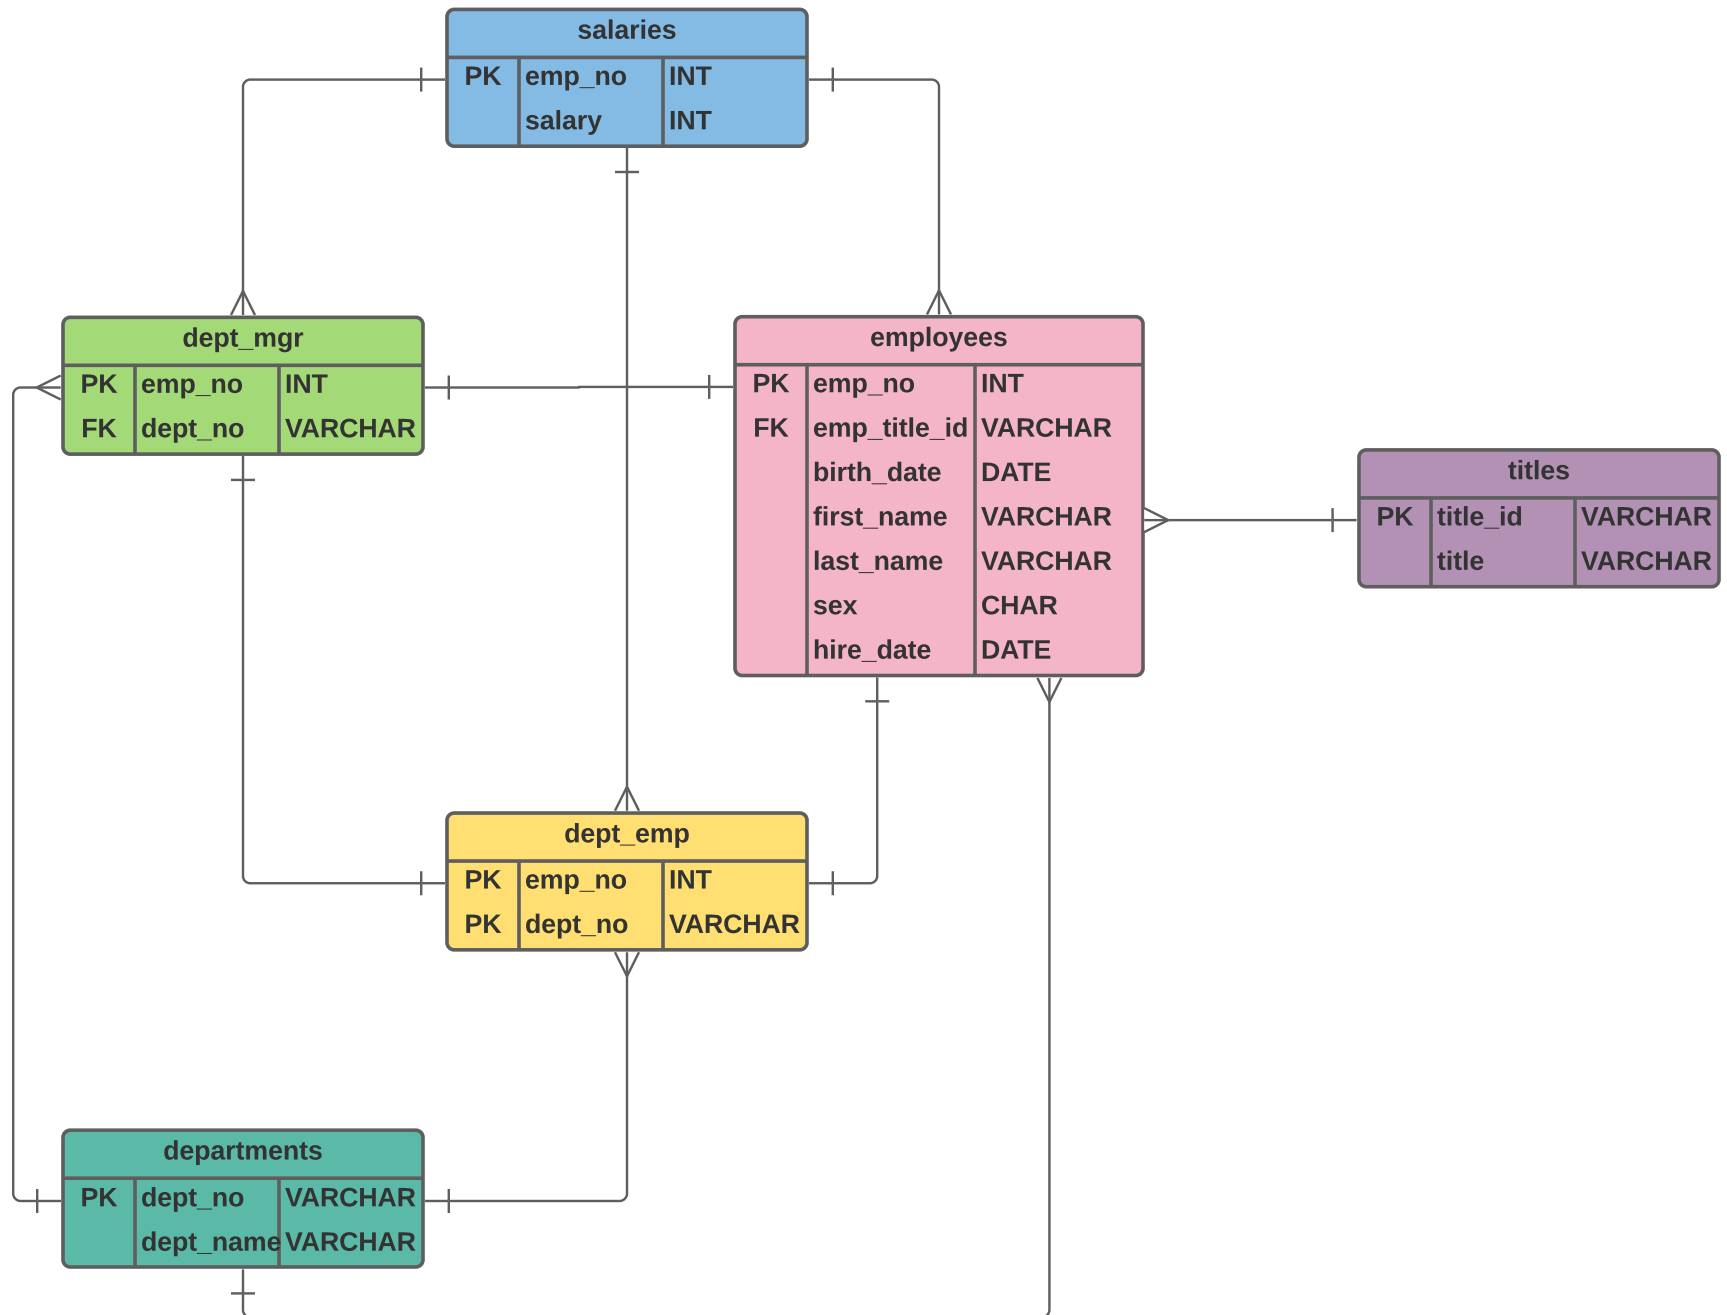 salaries
PK emp_no INT
salary INT
dept_mgr
PK emp_no INT
FK dept_no VARCHAR
employees
PK emp_no INT
FK emp_title_id VARCHAR
birth_date DATE
first_name VARCHAR
last_name VARCHAR
sex CHAR
hire_date DATE
titles
PK title_id VARCHAR
title VARCHAR
dept_emp
PK emp_no INT
PK dept_no VARCHAR
departments
PK dept_no VARCHAR
dept_name VARCHAR